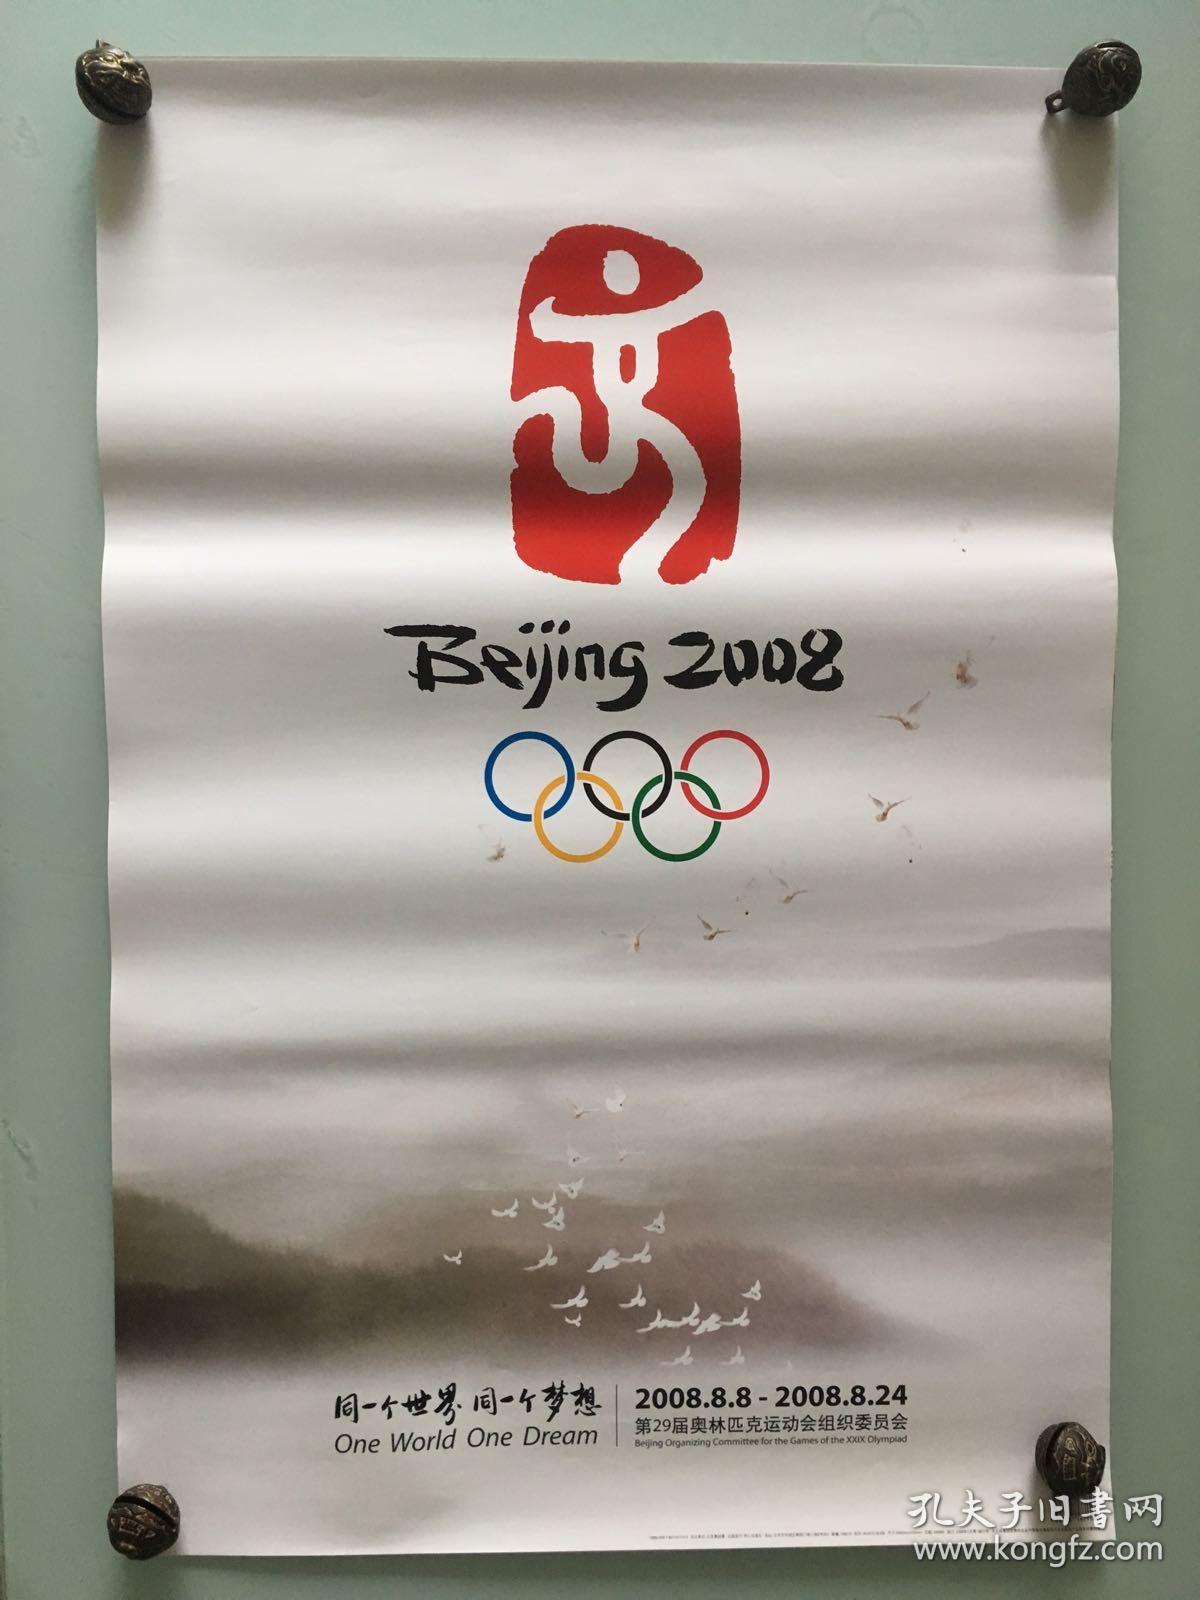 Beijing 2008
同一个世界 同一个梦想
One World One Dream
2008.8.8 - 2008.8.24
第29届奥林匹克运动会组织委员会
Beijing Organizing Committee for the Games of the XXIX Olympiad
孔夫子旧書网
www.kongfz.com